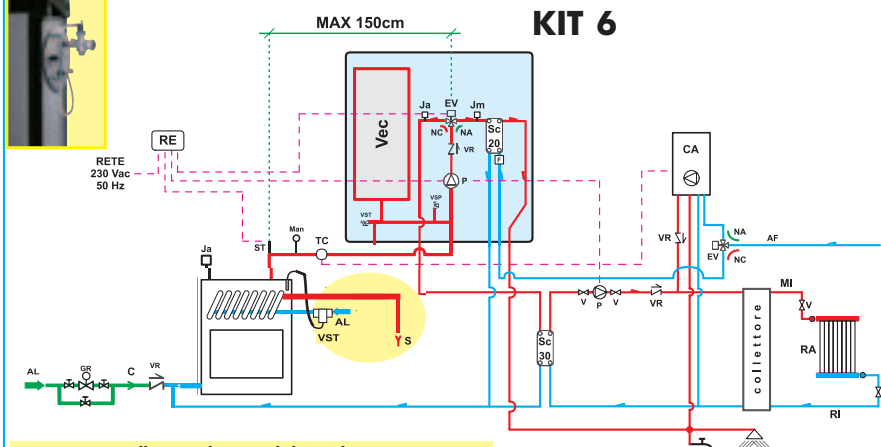 MAX 150cm
KIT 6
Vec
Ja
EV
Jm
NC
NA
Sc
20
VR
F
RE
RETE
230 Vac
50 Hz
P
VSP
VST
CA
Man
ST
TC
Ja
VR
NA
EV
NC
AF
AL
VST
S
MI
V
P
V
VR
V
Sc
30
collettore
RA
AL
GR
C
VR
RI